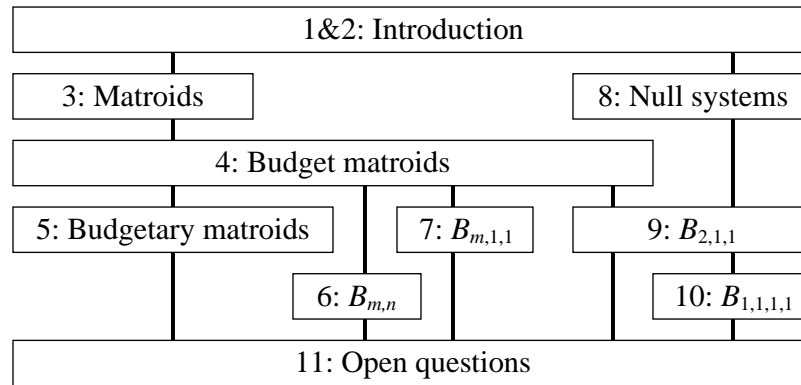 1&2: Introduction
3: Matroids
8: Null systems
4: Budget matroids
5: Budgetary matroids
7: B_{m,1,1}
9: B_{2,1,1}
6: B_{m,n}
10: B_{1,1,1,1}
11: Open questions